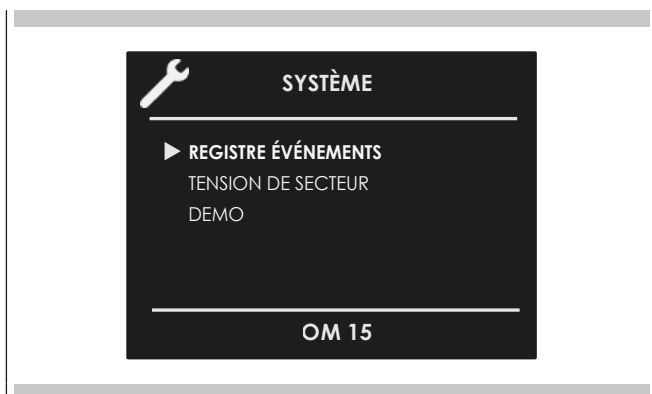 SYSTÈME
REGISTRE ÉVÉNEMENTS
TENSION DE SECTEUR
DEMO
OM 15